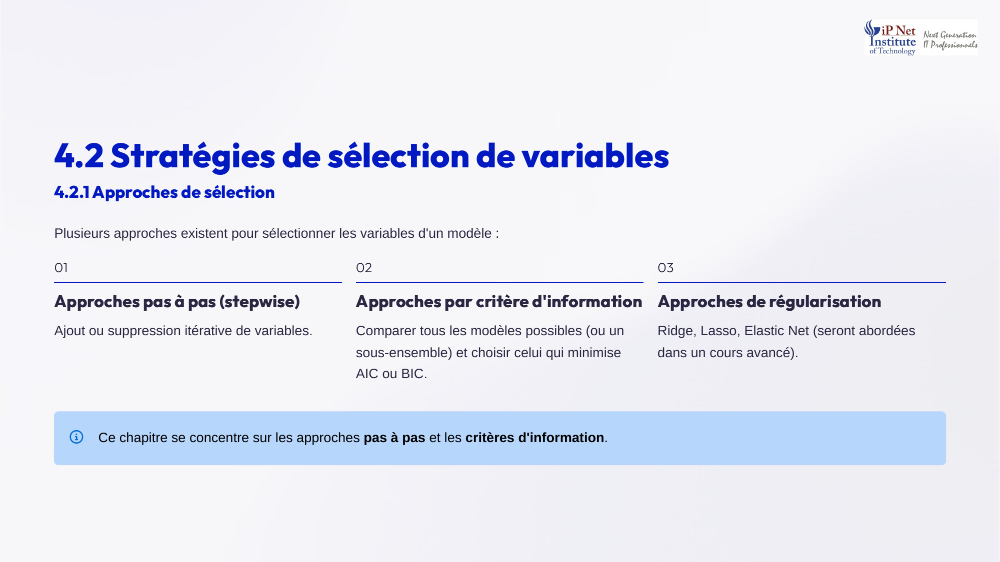 iP Net
Institute
of Technology
Next Generation
IT Professionnels
4.2 Stratégies de sélection de variables
4.2.1 Approches de sélection
Plusieurs approches existent pour sélectionner les variables d'un modèle :
01
Approches pas à pas (stepwise)
Ajout ou suppression itérative de variables.
02
Approches par critère d'information
Comparer tous les modèles possibles (ou un
sous-ensemble) et choisir celui qui minimise
AIC ou BIC.
03
Approches de régularisation
Ridge, Lasso, Elastic Net (seront abordées
dans un cours avancé).
Ce chapitre se concentre sur les approches pas à pas et les critères d'information.